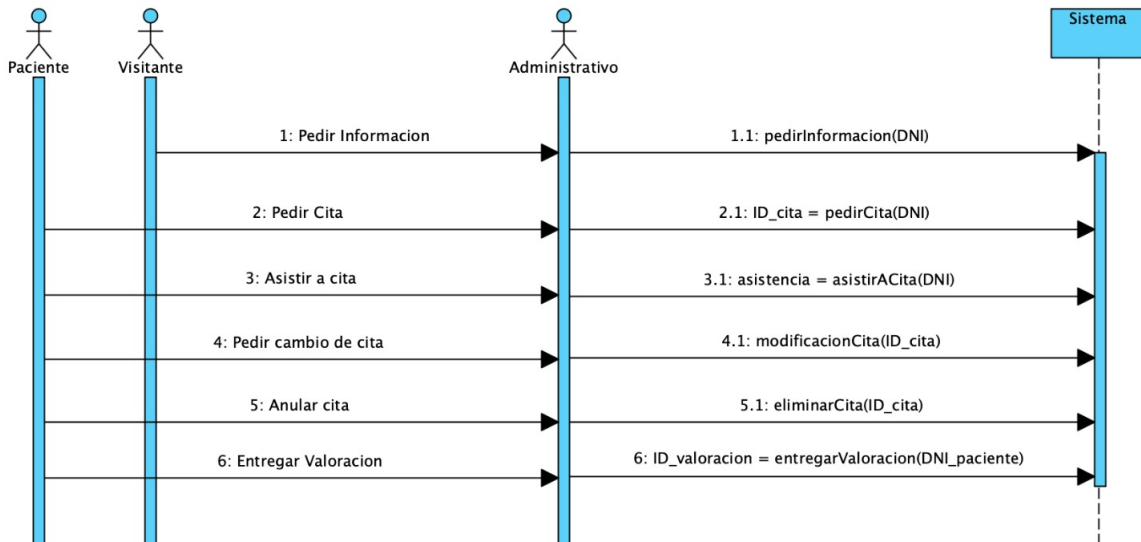 Sistema
Paciente
Visitante
Administrativo
1: Pedir Informacion
1.1: pedirInformacion(DNI)
2: Pedir Cita
2.1: ID_cita = pedirCita(DNI)
3: Asistir a cita
3.1: asistencia = asistirACita(DNI)
4: Pedir cambio de cita
4.1: modificacionCita(ID_cita)
5: Anular cita
5.1: eliminarCita(ID_cita)
6: Entregar Valoracion
6: ID_valoracion = entregarValoracion(DNI_paciente)